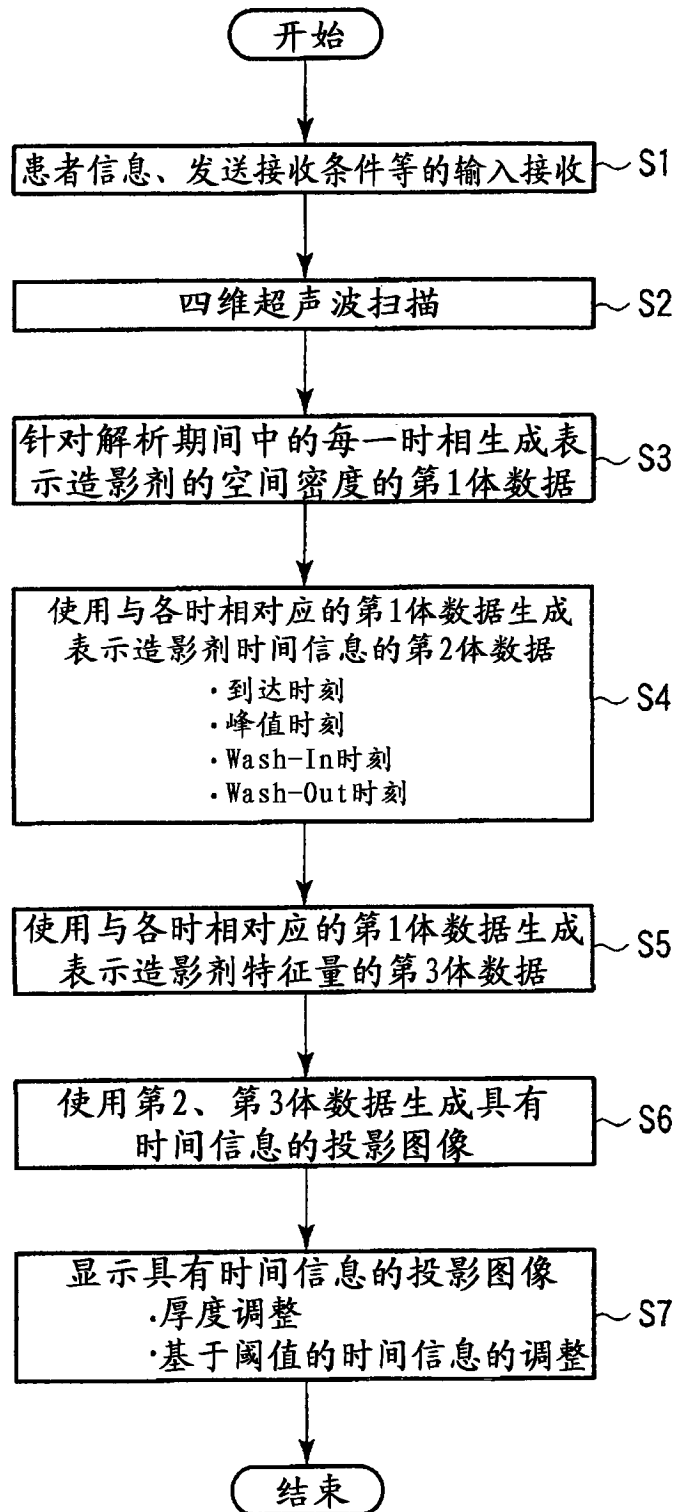 开始
患者信息、发送接收条件等的输入接收
S1
四维超声波扫描
S2
针对解析期间中的每一时相生成表
示造影剂的空间密度的第1体数据
S3
使用与各时相对应的第1体数据生成
表示造影剂时间信息的第2体数据
·到达时刻
·峰值时刻
·Wash-In时刻
·Wash-Out时刻
S4
使用与各时相对应的第1体数据生成
表示造影剂特征量的第3体数据
S5
使用第2、第3体数据生成具有
时间信息的投影图像
S6
显示具有时间信息的投影图像
·厚度调整
·基于阈值的时间信息的调整
S7
结束